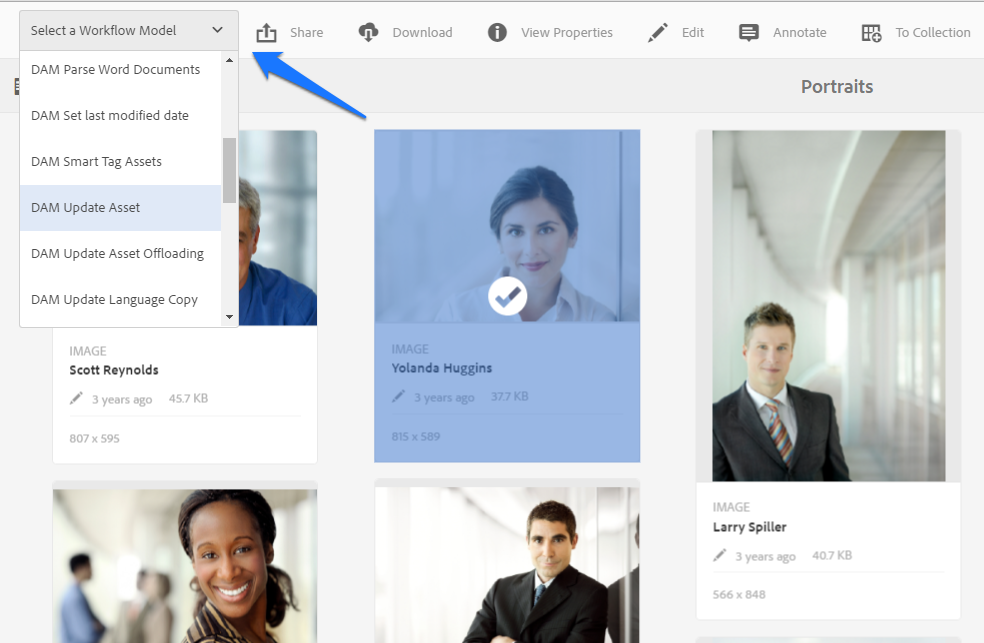 Select a Workflow Model
Share
Download
View Properties
Edit
Annotate
To Collection
DAM Parse Word Documents
DAM Set last modified date
DAM Smart Tag Assets
DAM Update Asset
DAM Update Asset Offloading
DAM Update Language Copy
Portraits
IMAGE
Scott Reynolds
3 years ago 45.7 KB
807 x 595
IMAGE
Yolanda Huggins
3 years ago 37.7 KB
815 x 589
IMAGE
Larry Spiller
3 years ago 40.7 KB
566 x 848